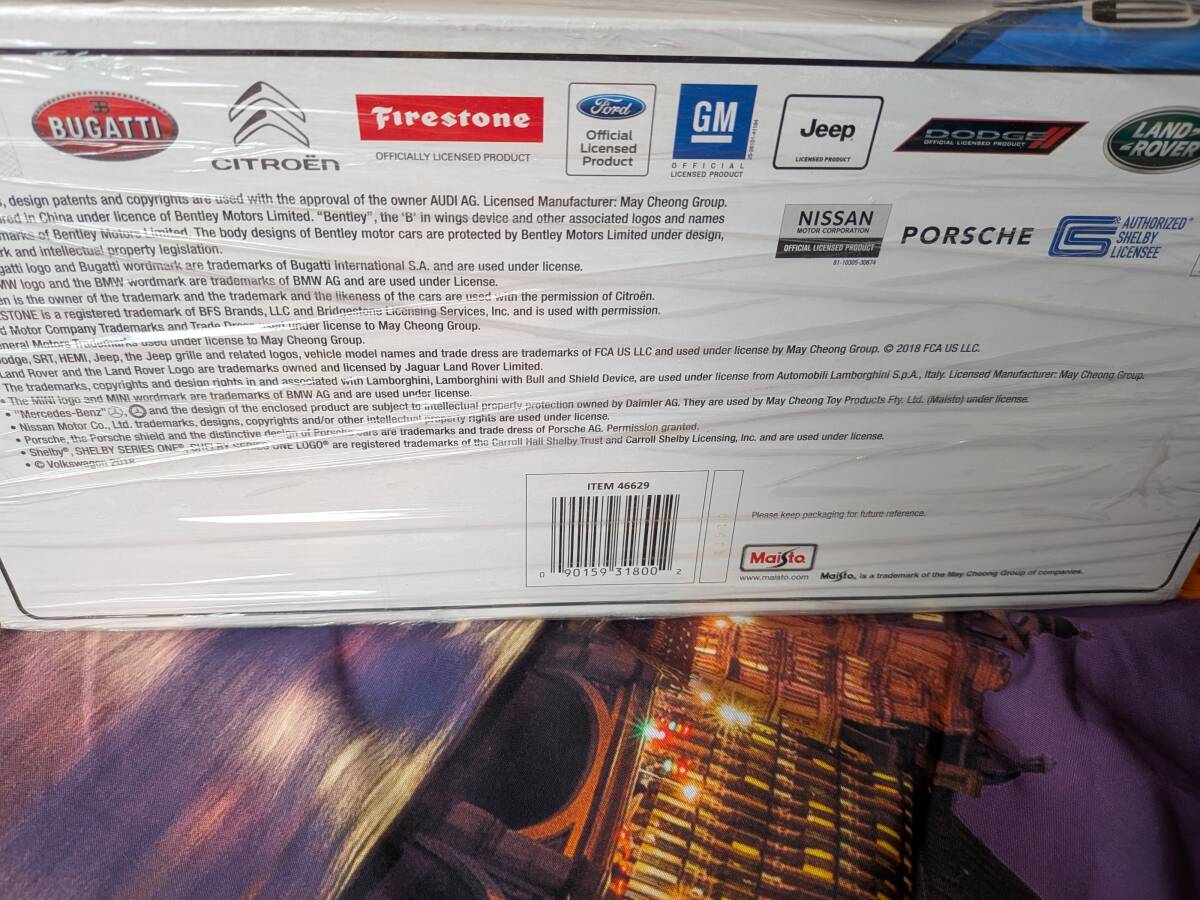 BUGATTI
CITROËN
Firestone
OFFICIALLY LICENSED PRODUCT
Ford
Official
Licensed
Product
GM
OFFICIAL
LICENSED PRODUCT
Jeep
LICENSED PRODUCT
DODGE
OFFICIAL LICENSED PRODUCT
LAND-
ROVER
NISSAN
MOTOR CORPORATION
OFFICIAL LICENSED PRODUCT
81-10305-30674
PORSCHE
AUTHORIZED
SHELBY
LICENSEE
, design patents and copyrights are used with the approval of the owner AUDI AG. Licensed Manufacturer: May Cheong Group.
in China under licence of Bentley Motors Limited. "Bentley", the 'B' in wings device and other associated logos and names
marks of Bentley Motors Limited. The body designs of Bentley motor cars are protected by Bentley Motors Limited under design,
rk and intellectual property legislation.
gatti logo and Bugatti wordmark are trademarks of Bugatti International S.A. and are used under license.
MW logo and the BMW wordmark are trademarks of BMW AG and are used under License.
ën is the owner of the trademark and the trademark and the likeness of the cars are used with the permission of Citroën.
ESTONE is a registered trademark of BFS Brands, LLC and Bridgestone Licensing Services, Inc. and is used with permission.
d Motor Company Trademarks and Trade Dress used under license to May Cheong Group.
neral Motors Trademarks used under license to May Cheong Group.
odge, SRT, HEMI, Jeep, the Jeep grille and related logos, vehicle model names and trade dress are trademarks of FCA US LLC and used under license by May Cheong Group. © 2018 FCA US LLC.
Land Rover and the Land Rover Logo are trademarks owned and licensed by Jaguar Land Rover Limited.
The trademarks, copyrights and design rights in and associated with Lamborghini, Lamborghini with Bull and Shield Device, are used under license from Automobili Lamborghini S.p.A., Italy. Licensed Manufacturer: May Cheong Group.
• The MINI logo and MINI wordmark are trademarks of BMW AG and are used under license.
• "Mercedes-Benz", and the design of the enclosed product are subject to intellectual property protection owned by Daimler AG. They are used by May Cheong Toy Products Fty. Ltd. (Maisto) under license.
• Nissan Motor Co., Ltd. trademarks, designs, copyrights and/or other intellectual property rights are used under license.
• Porsche, the Porsche shield and the distinctive design of Porsche cars are trademarks and trade dress of Porsche AG. Permission granted.
• Shelby®, SHELBY SERIES ONE®, SHELBY SERIES ONE LOGO® are registered trademarks of the Carroll Hall Shelby Trust and Carroll Shelby Licensing, Inc. and are used under license.
• © Volkswagen 2018
ITEM 46629
0 90159 31800 2
Please keep packaging for future reference.
Maisto
www.maisto.com
Maisto, is a trademark of the May Cheong Group of companies.